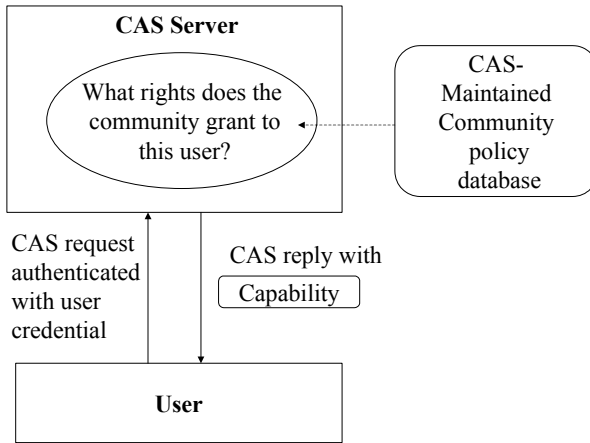 CAS Server
What rights does the
community grant to
this user?
CAS-
Maintained
Community
policy
database
CAS request
authenticated
with user
credential
CAS reply with
Capability
User